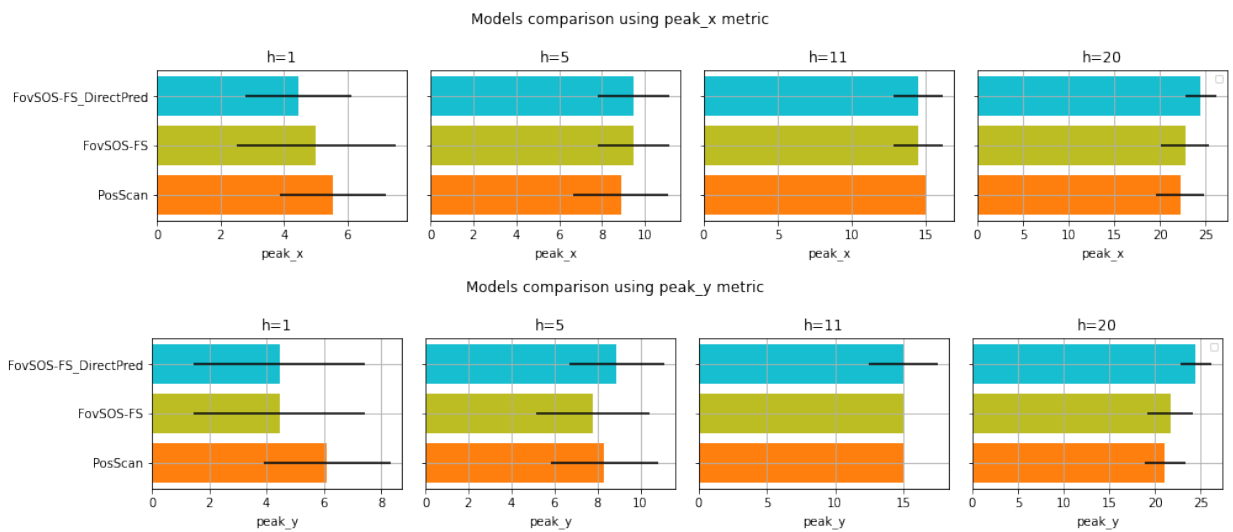 Models comparison using peak_x metric
h=1 h=5 h=11 h=20
FovSOS-FS_DirectPred
FovSOS-FS
PosScan
0 2 4 6 0 2 4 6 8 10 0 5 10 15 0 5 10 15 20 25
peak_x peak_x peak_x peak_x
Models comparison using peak_y metric
h=1 h=5 h=11 h=20
FovSOS-FS_DirectPred
FovSOS-FS
PosScan
0 2 4 6 8 0 2 4 6 8 10 0 5 10 15 0 5 10 15 20 25
peak_y peak_y peak_y peak_y